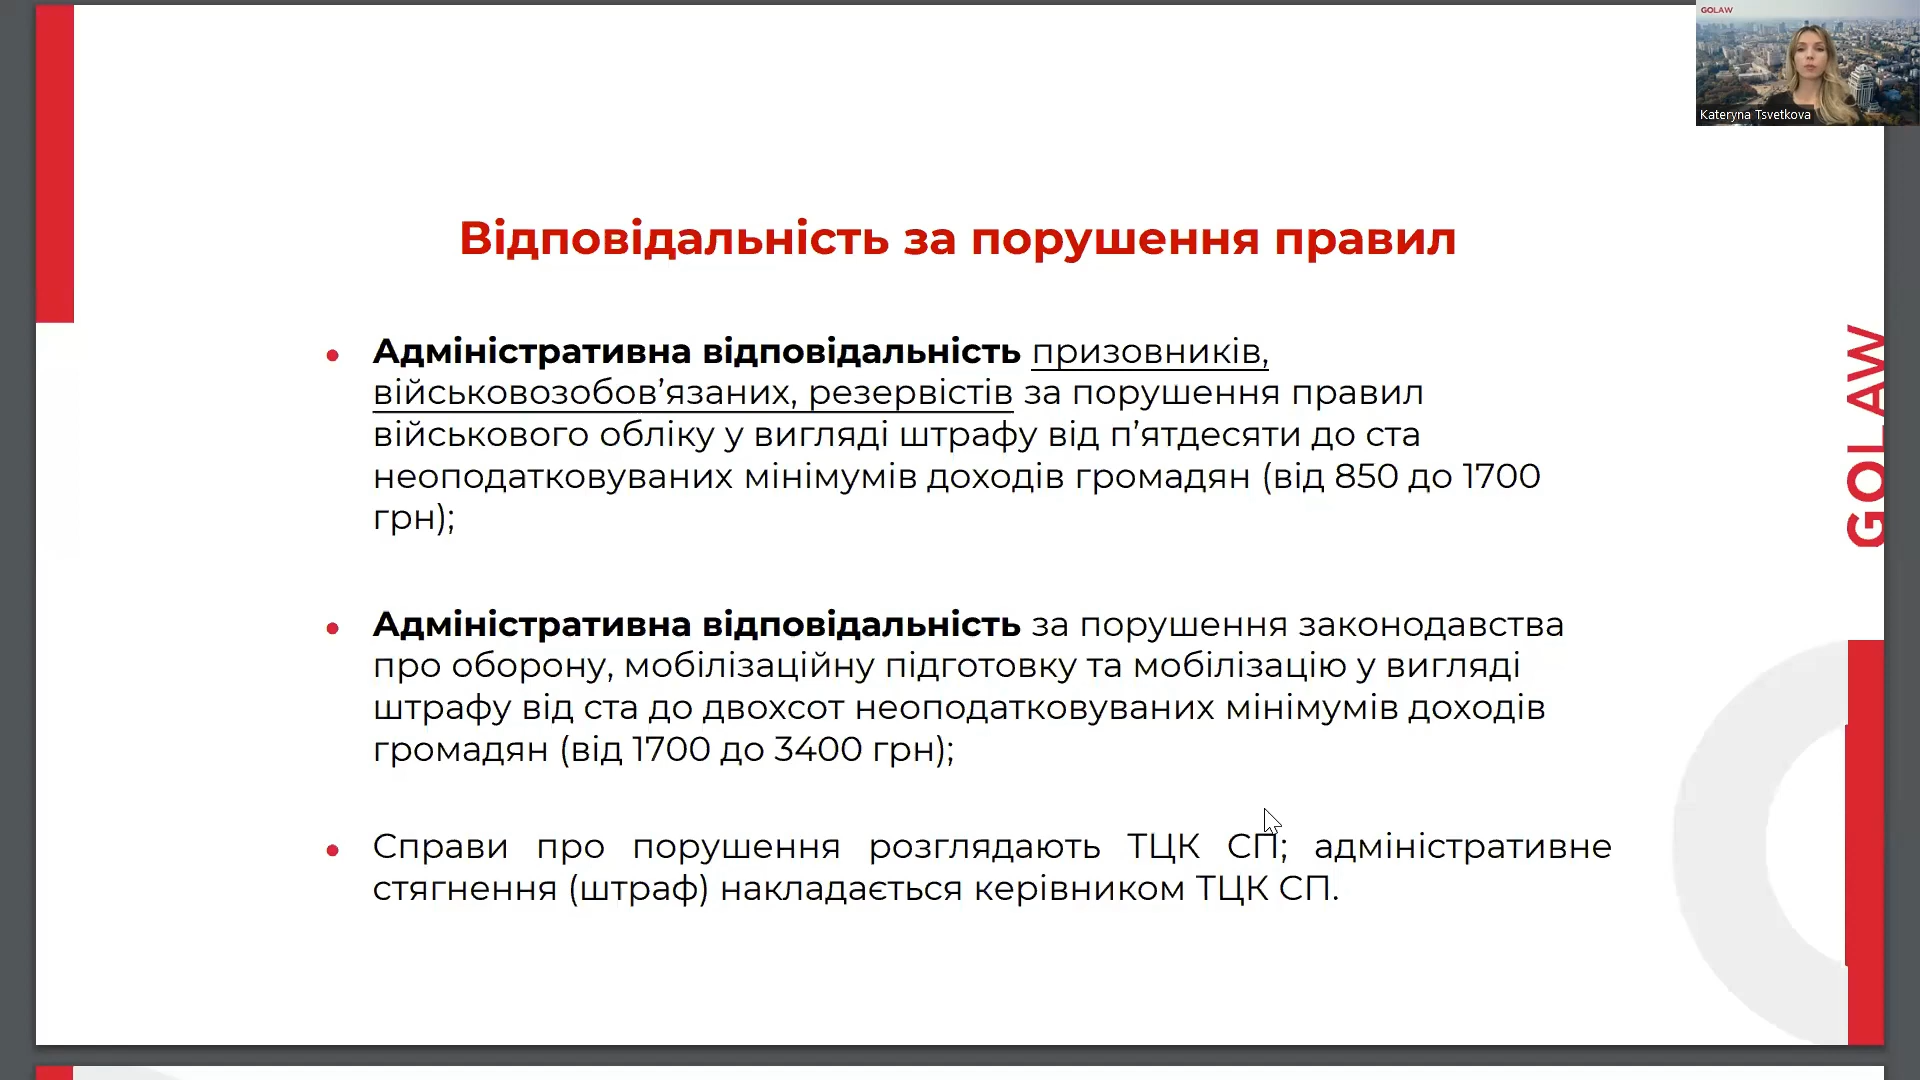 GOLAW
Kateryna Tsvetkova
Відповідальність за порушення правил
• Адміністративна відповідальність призовників,
військовозобов’язаних, резервістів за порушення правил
військового обліку у вигляді штрафу від п’ятдесяти до ста
неоподатковуваних мінімумів доходів громадян (від 850 до 1700
грн);
• Адміністративна відповідальність за порушення законодавства
про оборону, мобілізаційну підготовку та мобілізацію у вигляді
штрафу від ста до двохсот неоподатковуваних мінімумів доходів
громадян (від 1700 до 3400 грн);
• Справи про порушення розглядають ТЦК СП; адміністративне
стягнення (штраф) накладається керівником ТЦК СП.
GOLAW